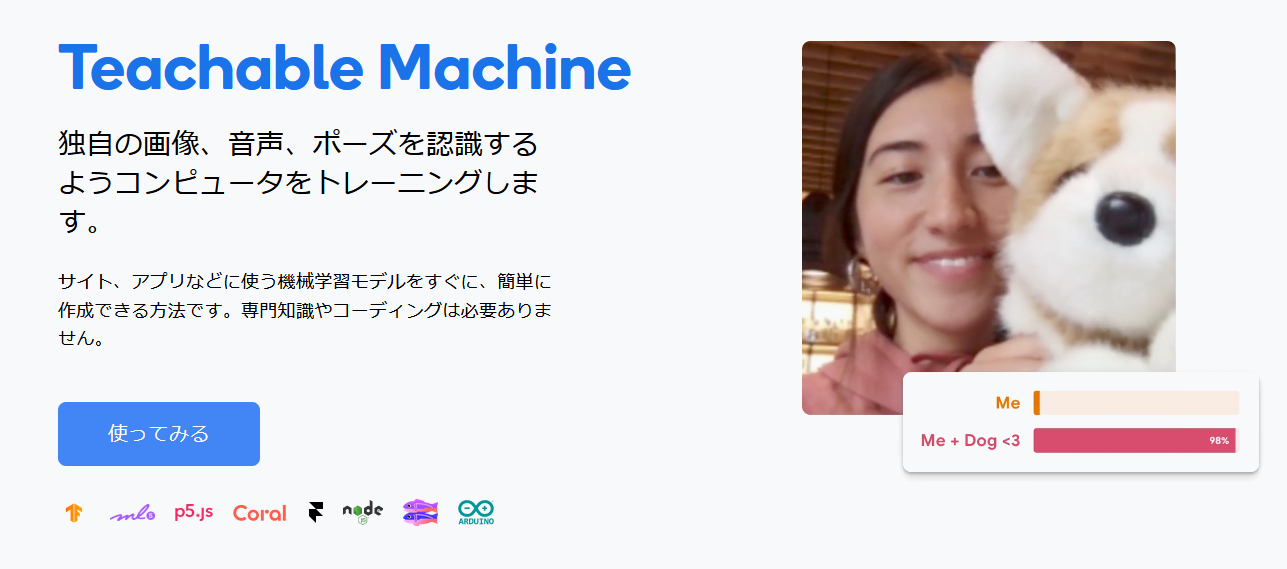 Teachable Machine
独自の画像、音声、ポーズを認識する
ようコンピュータをトレーニングしま
す。
サイト、アプリなどに使う機械学習モデルをすぐに、簡単に
作成できる方法です。専門知識やコーディングは必要ありま
せん。
使ってみる
ml5
p5.js
Coral
node
JS
ARDUINO
Me
Me + Dog <3
98%